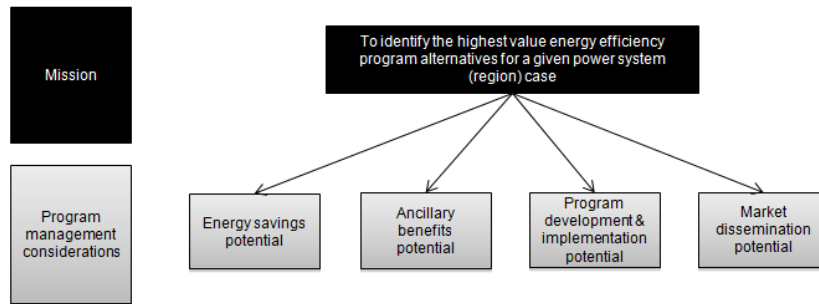 Mission
To identify the highest value energy efficiency
program alternatives for a given power system
(region) case
Program
management
considerations
Energy savings
potential
Ancillary
benefits
potential
Program
development &
implementation
potential
Market
dissemination
potential